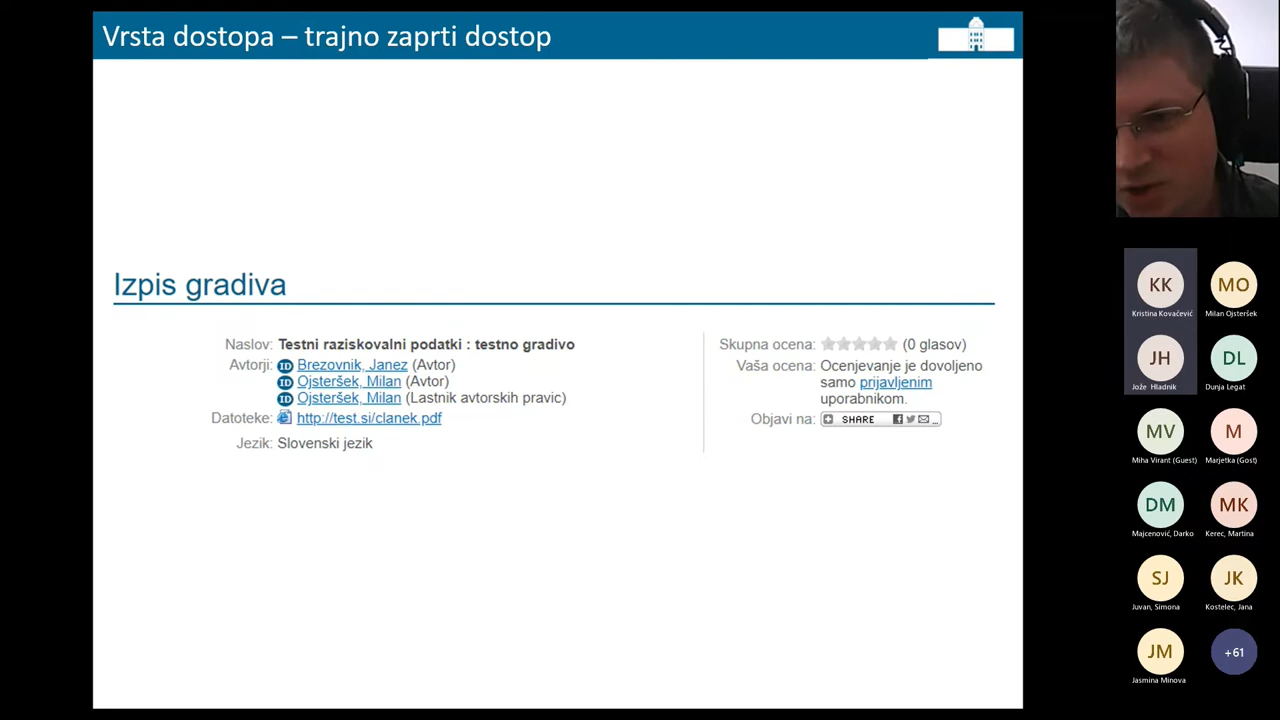 Vrsta dostopa – trajno zaprti dostop
Izpis gradiva
Naslov: Testni raziskovalni podatki : testno gradivo
Avtorji: ID Brezovnik, Janez (Avtor)
ID Ojsteršek, Milan (Avtor)
ID Ojsteršek, Milan (Lastnik avtorskih pravic)
Datoteke: http://test.si/clanek.pdf
Jezik: Slovenski jezik
Skupna ocena: (0 glasov)
Vaša ocena: Ocenjevanje je dovoljeno
samo prijavljenim
uporabnikom.
Objavi na: SHARE ...
KK
Kristina Kovačević
MO
Milan Ojsteršek
JH
Jože Hladnik
DL
Dunja Legat
MV
Miha Virant (Guest)
M
Marjetka (Gost)
DM
Majcenović, Darko
MK
Kerec, Martina
SJ
Juvan, Simona
JK
Kostelec, Jana
JM
Jasmina Minova
+61